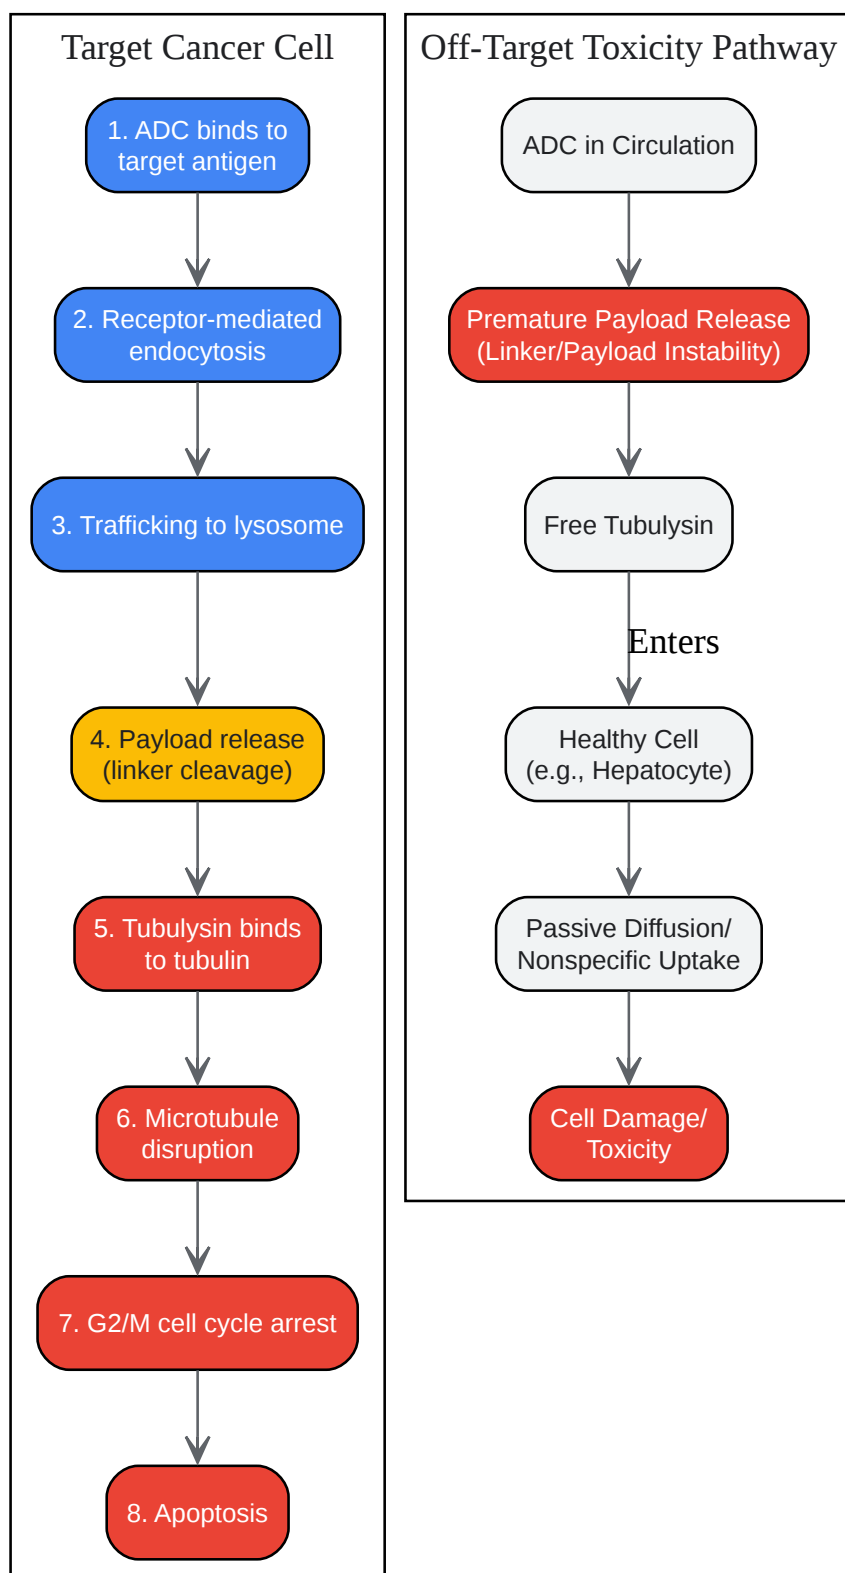 Target Cancer Cell
1. ADC binds to
target antigen
2. Receptor-mediated
endocytosis
3. Trafficking to lysosome
4. Payload release
(linker cleavage)
5. Tubulysin binds
to tubulin
6. Microtubule
disruption
7. G2/M cell cycle arrest
8. Apoptosis
Off-Target Toxicity Pathway
ADC in Circulation
Premature Payload Release
(Linker/Payload Instability)
Free Tubulysin
Enters
Healthy Cell
(e.g., Hepatocyte)
Passive Diffusion/
Nonspecific Uptake
Cell Damage/
Toxicity